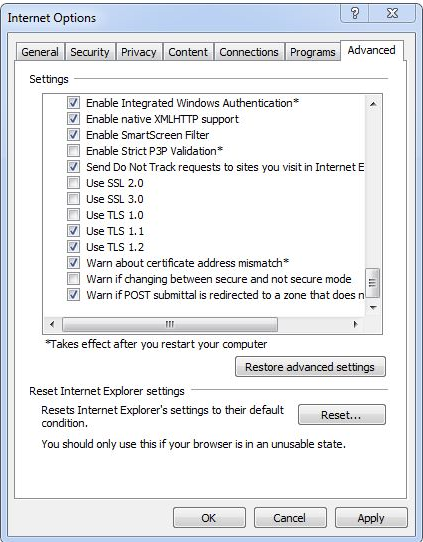 Internet Options
General Security Privacy Content Connections Programs Advanced
Settings
Enable Integrated Windows Authentication*
Enable native XMLHTTP support
Enable SmartScreen Filter
Enable Strict P3P Validation*
Send Do Not Track requests to sites you visit in Internet E
Use SSL 2.0
Use SSL 3.0
Use TLS 1.0
Use TLS 1.1
Use TLS 1.2
Warn about certificate address mismatch*
Warn if changing between secure and not secure mode
Warn if POST submittal is redirected to a zone that does n
*Takes effect after you restart your computer
Restore advanced settings
Reset Internet Explorer settings
Resets Internet Explorer's settings to their default
condition.
Reset...
You should only use this if your browser is in an unusable state.
OK Cancel Apply